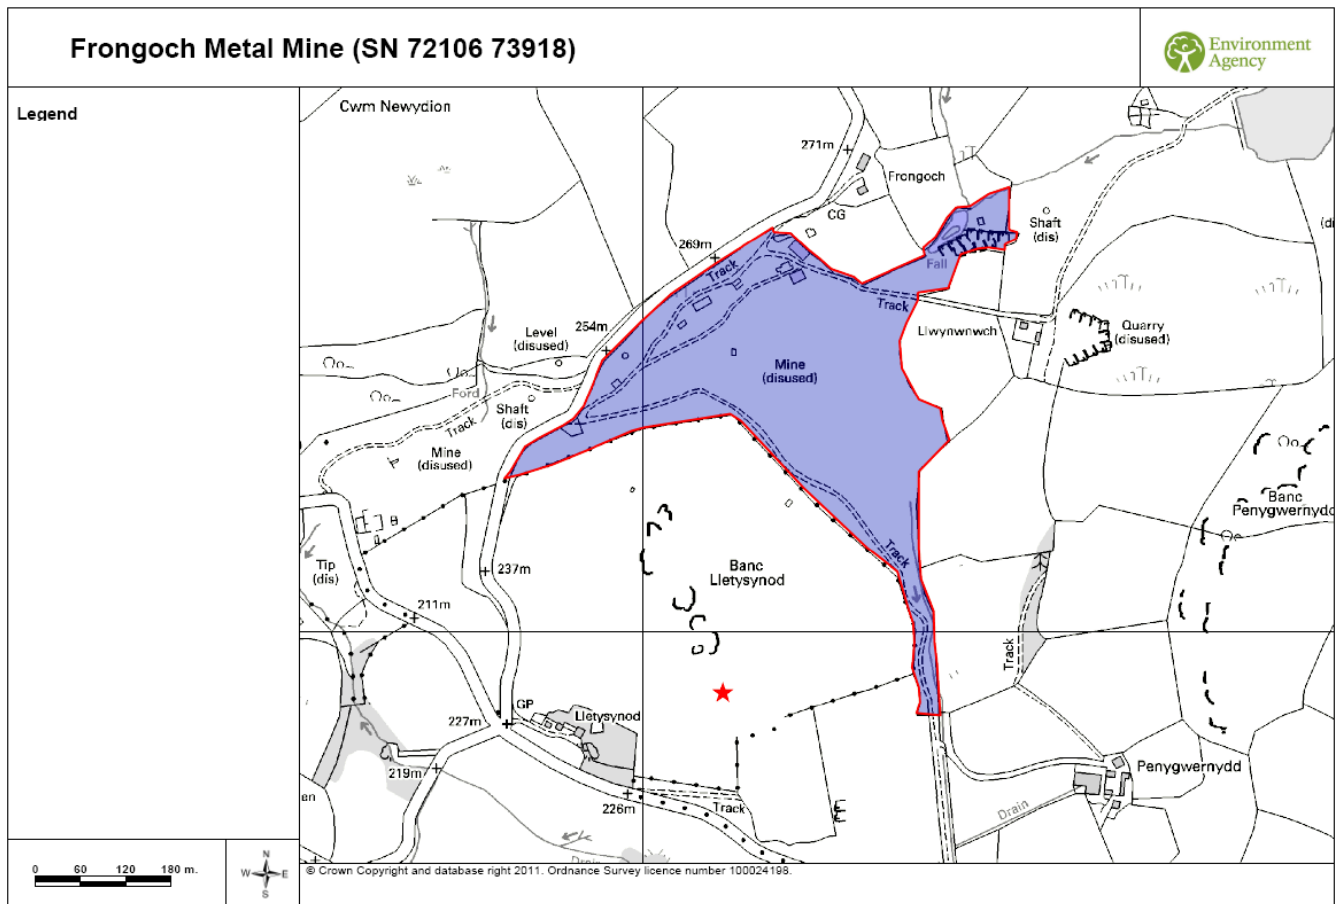 Frongoch Metal Mine (SN 72106 73918)
Environment
Agency
Legend
Cwm Newydion
271m
Frongoch
CG
Shaft
(dis)
(di
269m
Track
Fall
Track
Llwynwnwch
Quarry
(disused)
254m
Level
(disused)
Mine
(disused)
Ford
Shaft
(dis)
Track
Mine
(disused)
Banc
Penygwernydd
Track
Banc
Lletysynod
Tip
(dis)
237m
211m
Track
GP
Lletysynod
227m
219m
Penygwernydd
en
226m
Track
Drain
Drain
0 60 120 180 m.
N
W E
S
© Crown Copyright and database right 2011. Ordnance Survey licence number 100024198.